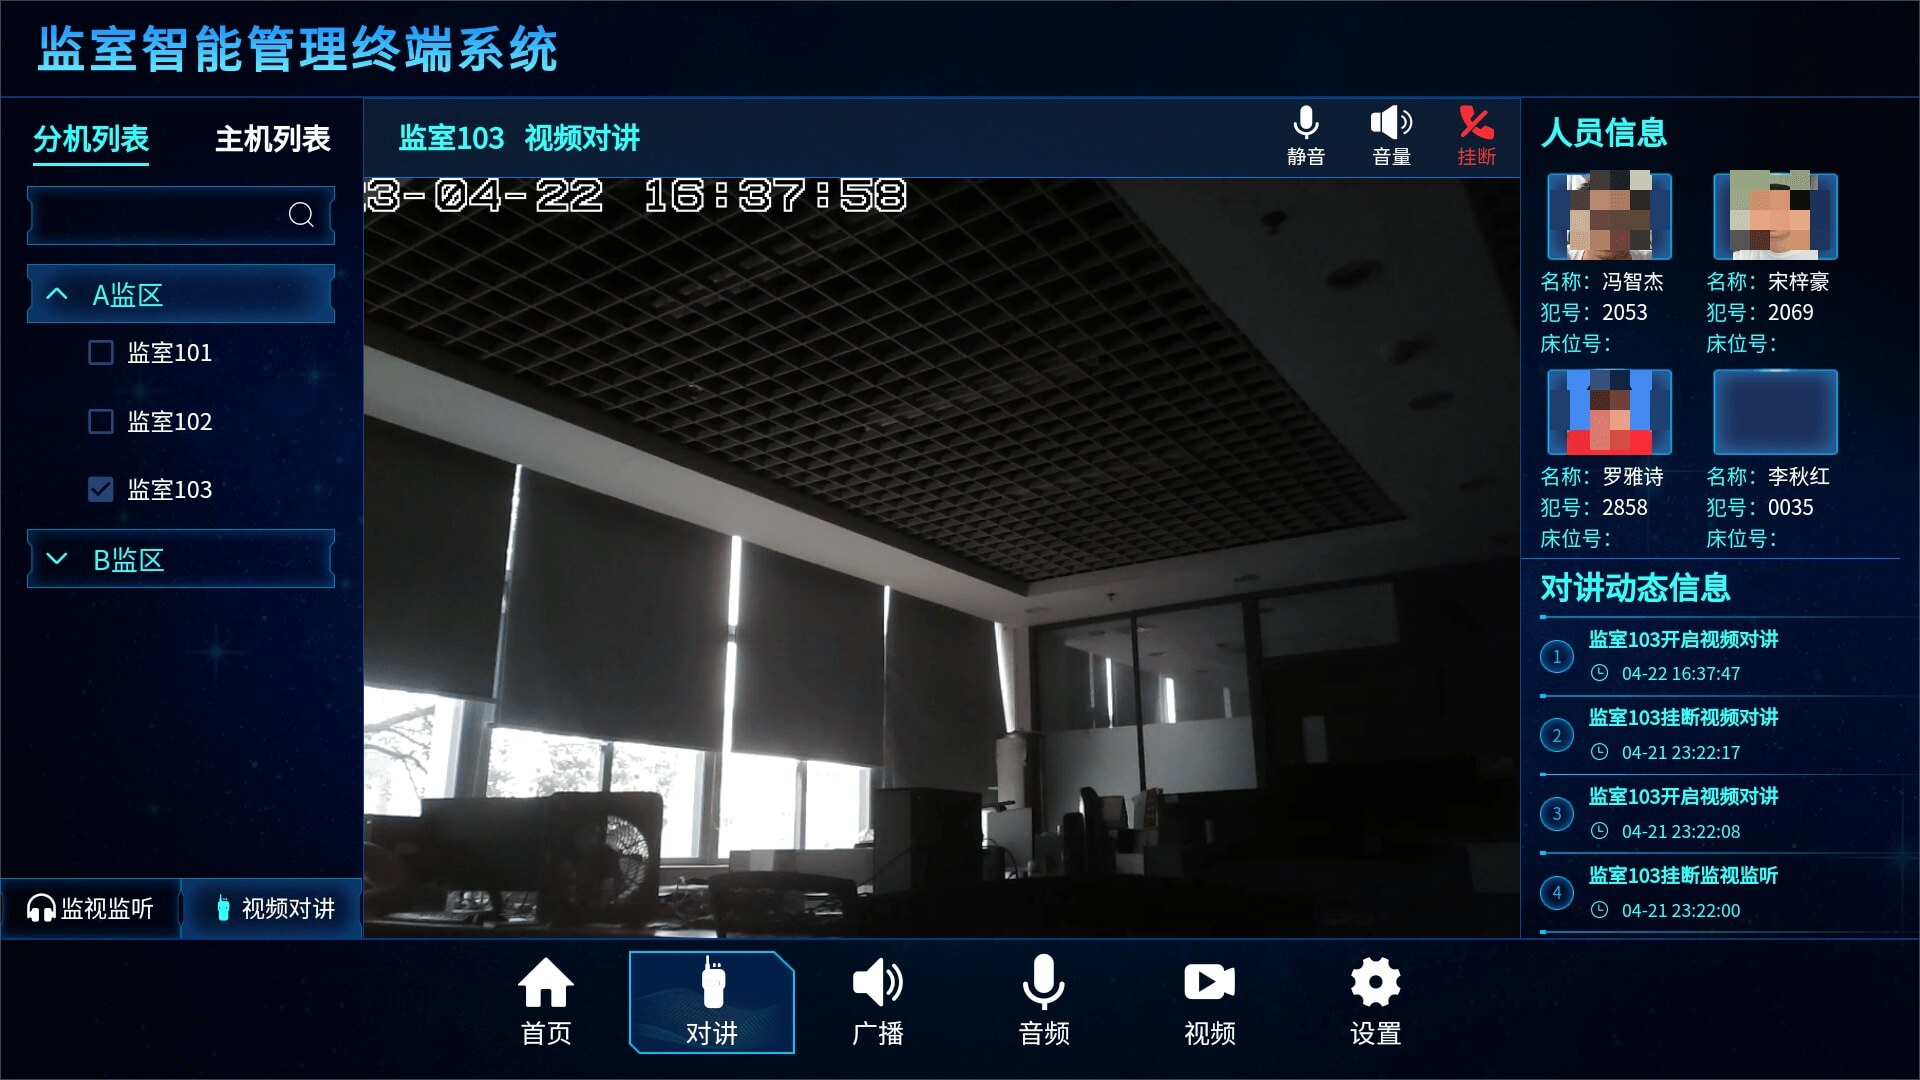 监室智能管理终端系统
分机列表 主机列表
A监区
监室101
监室102
监室103
B监区
监视监听 视频对讲
监室103 视频对讲
静音 音量 挂断
3-04-22 16:37:58
人员信息
名称：冯智杰
犯号：2053
床位号：
名称：宋梓豪
犯号：2069
床位号：
名称：罗雅诗
犯号：2858
床位号：
名称：李秋红
犯号：0035
床位号：
对讲动态信息
1 监室103开启视频对讲
04-22 16:37:47
2 监室103挂断视频对讲
04-21 23:22:17
3 监室103开启视频对讲
04-21 23:22:08
4 监室103挂断监视监听
04-21 23:22:00
首页 对讲 广播 音频 视频 设置